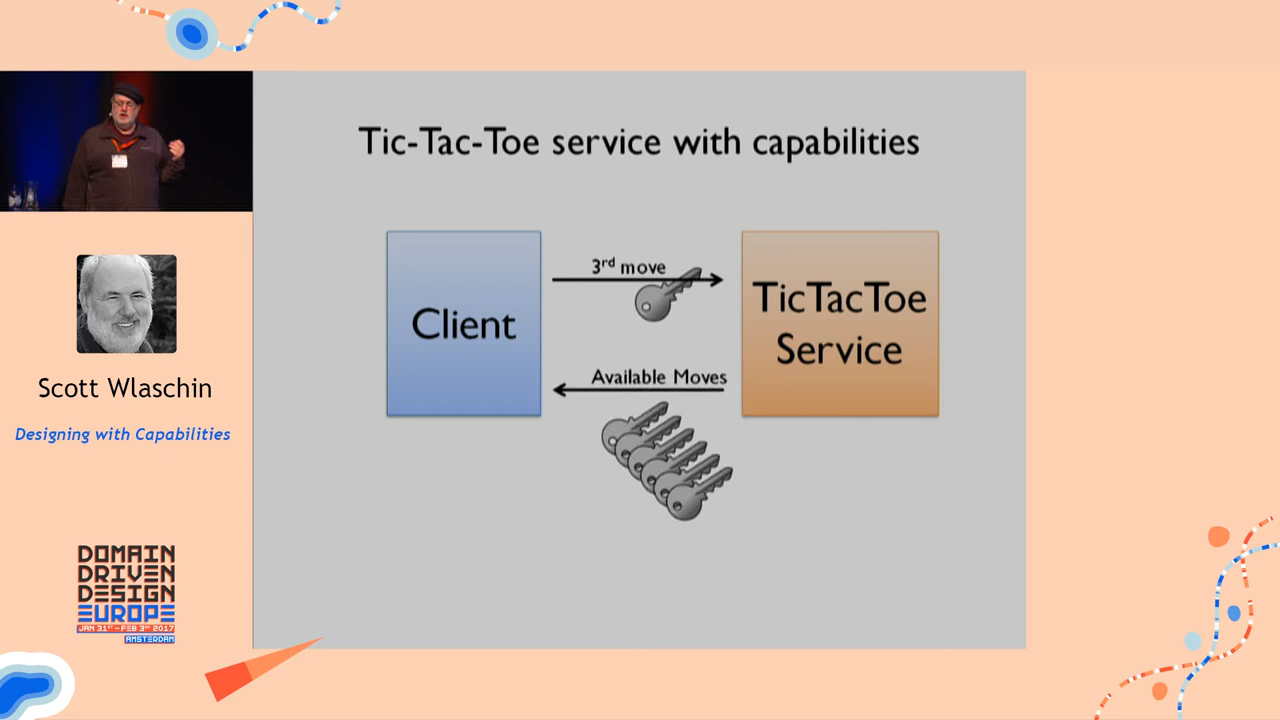 Tic-Tac-Toe service with capabilities
Client
3rd move
TicTacToe
Service
Available Moves
Scott Wlaschin
Designing with Capabilities
DOMAIN
DRIVEN
DESIGN
EUROPE
JAN 31ST-FEB 3RD 2017
AMSTERDAM